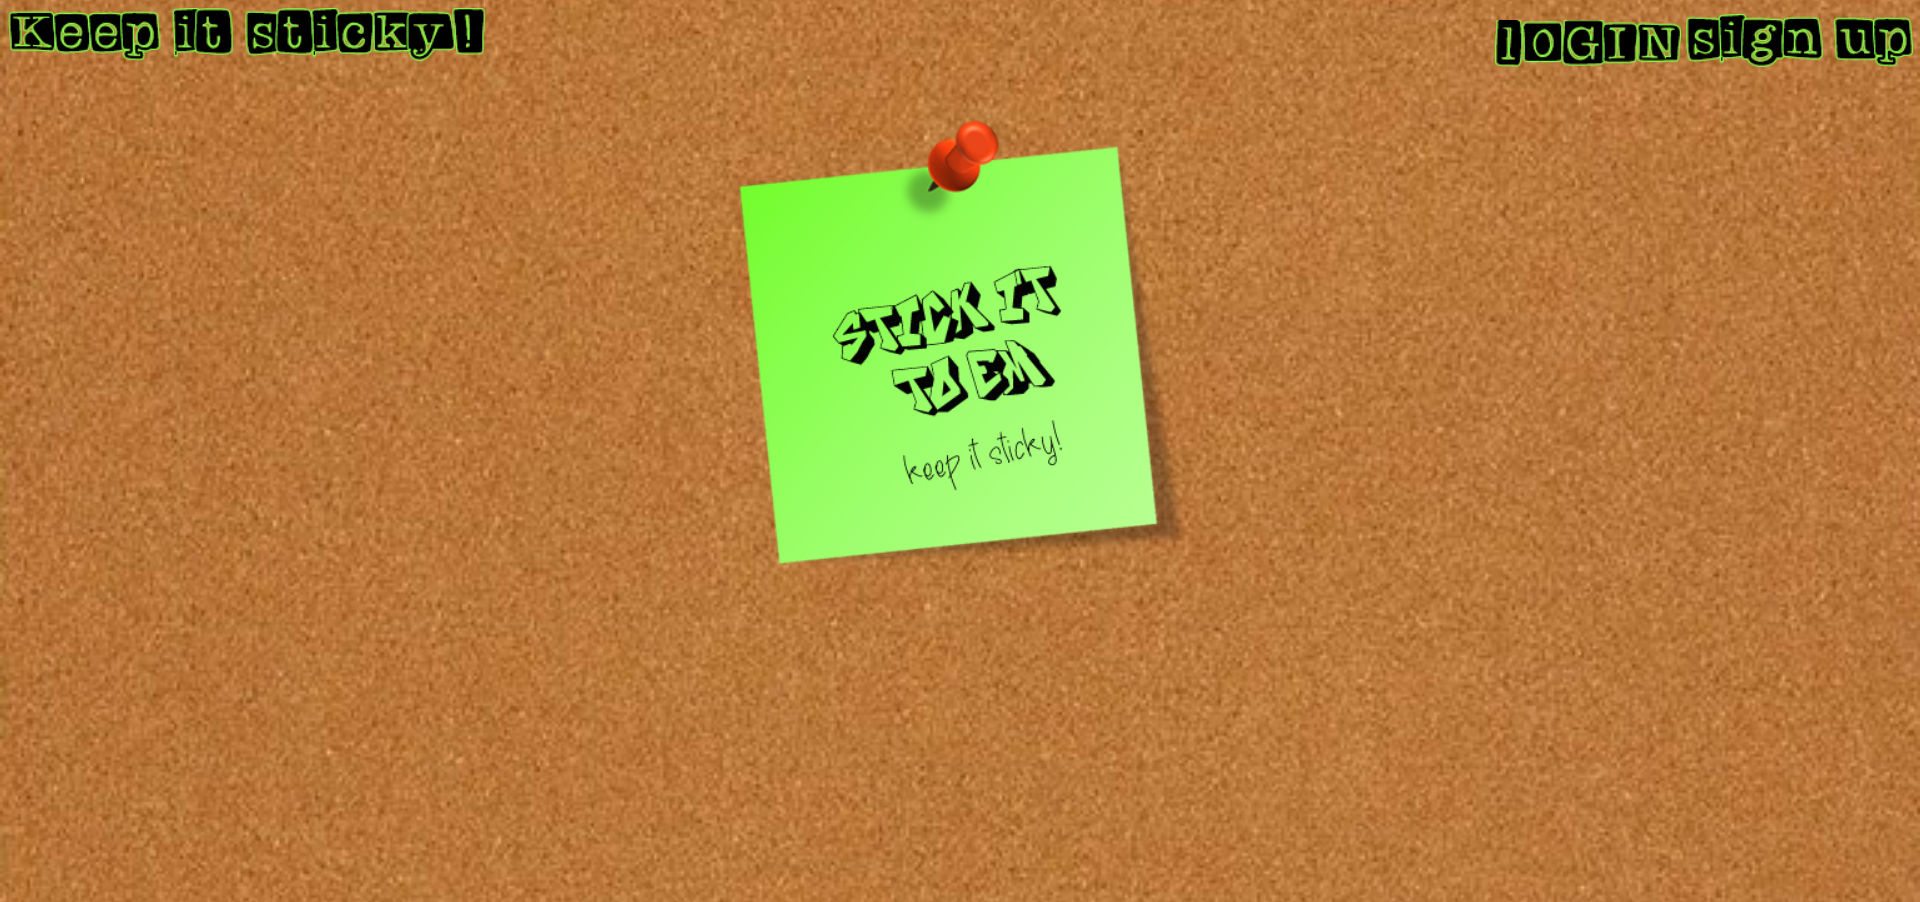 Keep it sticky!
lOGIN sign up
STICK IT
TO EM
keep it sticky!